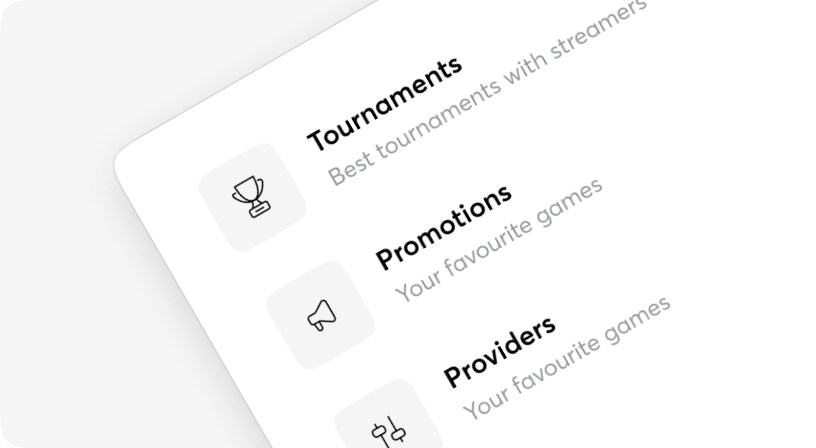 Tournaments
Best tournaments with streamers
Promotions
Your favourite games
Providers
Your favourite games